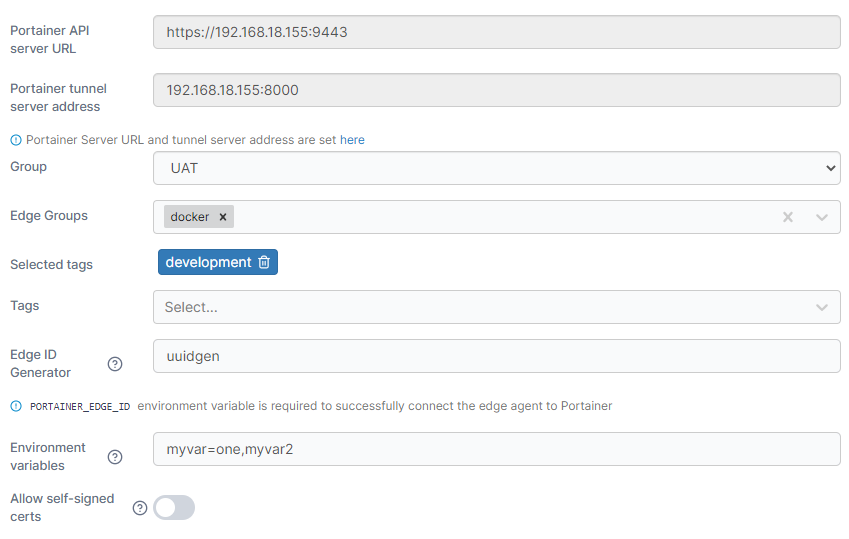 Portainer API
server URL
https://192.168.18.155:9443
Portainer tunnel
server address
192.168.18.155:8000
Portainer Server URL and tunnel server address are set here
Group
UAT
Edge Groups
docker
Selected tags
development
Tags
Select...
Edge ID
Generator
uuidgen
PORTAINER_EDGE_ID environment variable is required to successfully connect the edge agent to Portainer
Environment
variables
myvar=one,myvar2
Allow self-signed
certs